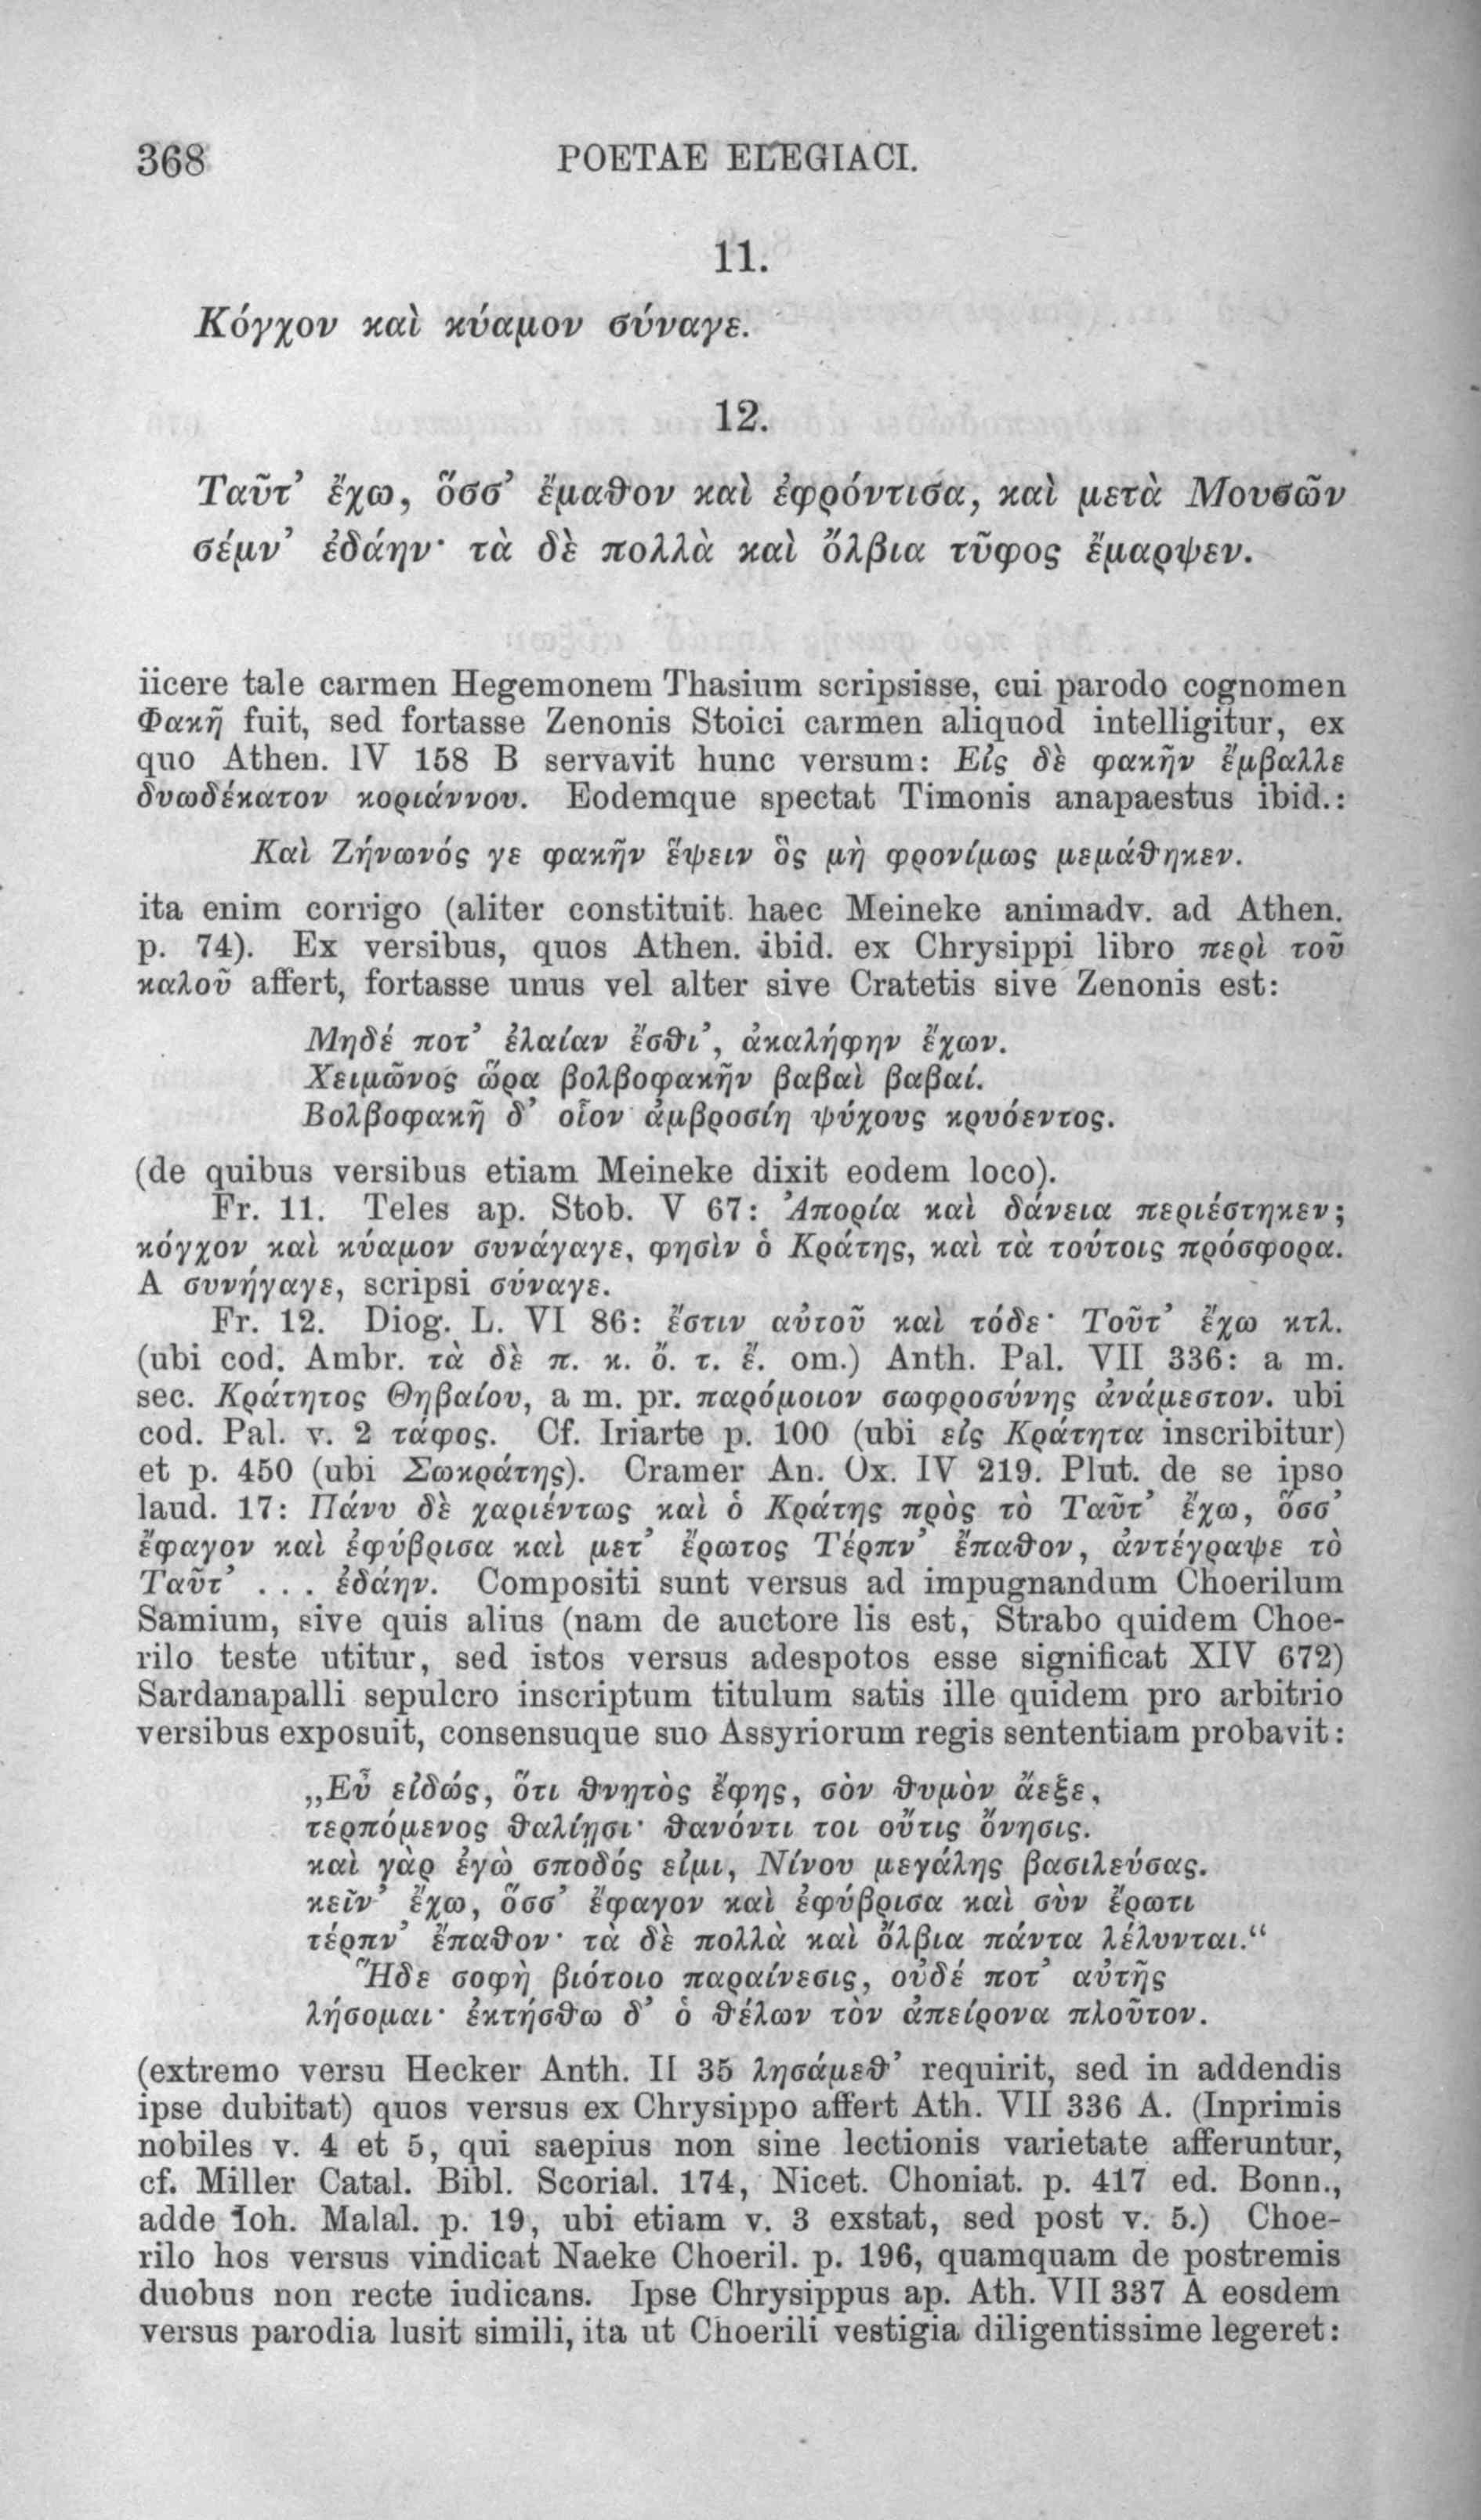 368 POETAE ELEGIACI.
11.
Κόγχον καὶ κύαμον σύναγε.
12.
Ταῦτ’ ἔχω, ὅσσ’ ἔμαθον καὶ ἐφρόντισα, καὶ μετὰ Μουσῶν
σέμν’ ἐδάην· τὰ δὲ πολλὰ καὶ ὄλβια τῦφος ἔμαρψεν.
iicere tale carmen Hegemonem Thasium scripsisse, cui parodo cognomen
Φακῆ fuit, sed fortasse Zenonis Stoici carmen aliquod intelligitur, ex
quo Athen. IV 158 B servavit hunc versum: Εἰς δὲ φακῆν ἔμβαλλε
δυωδέκατον κοριάννου. Eodemque spectat Timonis anapaestus ibid.:
Καὶ Ζήνωνός γε φακῆν ἕψειν ὃς μὴ φρονίμως μεμάθηκεν.
ita enim corrigo (aliter constituit haec Meineke animadv. ad Athen.
p. 74). Ex versibus, quos Athen. ibid. ex Chrysippi libro περὶ τοῦ
καλοῦ affert, fortasse unus vel alter sive Cratetis sive Zenonis est:
Μηδέ ποτ’ ἐλαίαν ἔσθι’, ἀκαλήφην ἔχων.
Χειμῶνος ὥρα βολβοφακῆν βαβαὶ βαβαί.
Βολβοφακῆ δ’ οἷον ἀμβροσίη ψύχους κρυόεντος.
(de quibus versibus etiam Meineke dixit eodem loco).
Fr. 11. Teles ap. Stob. V 67: Ἀπορία καὶ δάνεια περιέστηκεν;
κόγχον καὶ κύαμον συνάγαγε, φησὶν ὁ Κράτης, καὶ τὰ τούτοις πρόσφορα.
A συνήγαγε, scripsi σύναγε.
Fr. 12. Diog. L. VI 86: ἔστιν αὐτοῦ καὶ τόδε· Τοῦτ’ ἔχω κτλ.
(ubi cod. Ambr. τὰ δὲ π. κ. ὄ. τ. ἔ. om.) Anth. Pal. VII 336: a m.
sec. Κράτητος Θηβαίου, a m. pr. παρόμοιον σωφροσύνης ἀνάμεστον. ubi
cod. Pal. v. 2 τάφος. Cf. Iriarte p. 100 (ubi εἰς Κράτητα inscribitur)
et p. 450 (ubi Σωκράτης). Cramer An. Ox. IV 219. Plut. de se ipso
laud. 17: Πάνυ δὲ χαριέντως καὶ ὁ Κράτης πρὸς τὸ Ταῦτ’ ἔχω, ὅσσ’
ἔφαγον καὶ ἐφύβρισα καὶ μετ’ ἔρωτος Τέρπν’ ἔπαθον, ἀντέγραψε τὸ
Ταῦτ’ . . . ἐδάην. Compositi sunt versus ad impugnandum Choerilum
Samium, sive quis alius (nam de auctore lis est, Strabo quidem Choe-
rilo teste utitur, sed istos versus adespotos esse significat XIV 672)
Sardanapalli sepulcro inscriptum titulum satis ille quidem pro arbitrio
versibus exposuit, consensuque suo Assyriorum regis sententiam probavit:
„Εὖ εἰδώς, ὅτι θνητὸς ἔφης, σὸν θυμὸν ἄεξε,
τερπόμενος θαλίῃσι· θανόντι τοι οὔτις ὄνησις.
καὶ γὰρ ἐγὼ σποδός εἰμι, Νίνου μεγάλης βασιλεύσας.
κεῖν’ ἔχω, ὅσσ’ ἔφαγον καὶ ἐφύβρισα καὶ σὺν ἔρωτι
τέρπν’ ἔπαθον· τὰ δὲ πολλὰ καὶ ὄλβια πάντα λέλυνται.“
Ἥδε σοφὴ βιότοιο παραίνεσις, οὐδέ ποτ’ αὐτῆς
λήσομαι· ἐκτήσθω δ’ ὁ θέλων τὸν ἀπείρονα πλοῦτον.
(extremo versu Hecker Anth. II 35 λησάμεθ’ requirit, sed in addendis
ipse dubitat) quos versus ex Chrysippo affert Ath. VII 336 A. (Inprimis
nobiles v. 4 et 5, qui saepius non sine lectionis varietate afferuntur,
cf. Miller Catal. Bibl. Scorial. 174, Nicet. Choniat. p. 417 ed. Bonn.,
adde Ioh. Malal. p. 19, ubi etiam v. 3 exstat, sed post v. 5.) Choe-
rilo hos versus vindicat Naeke Choeril. p. 196, quamquam de postremis
duobus non recte iudicans. Ipse Chrysippus ap. Ath. VII 337 A eosdem
versus parodia lusit simili, ita ut Choerili vestigia diligentissime legeret: